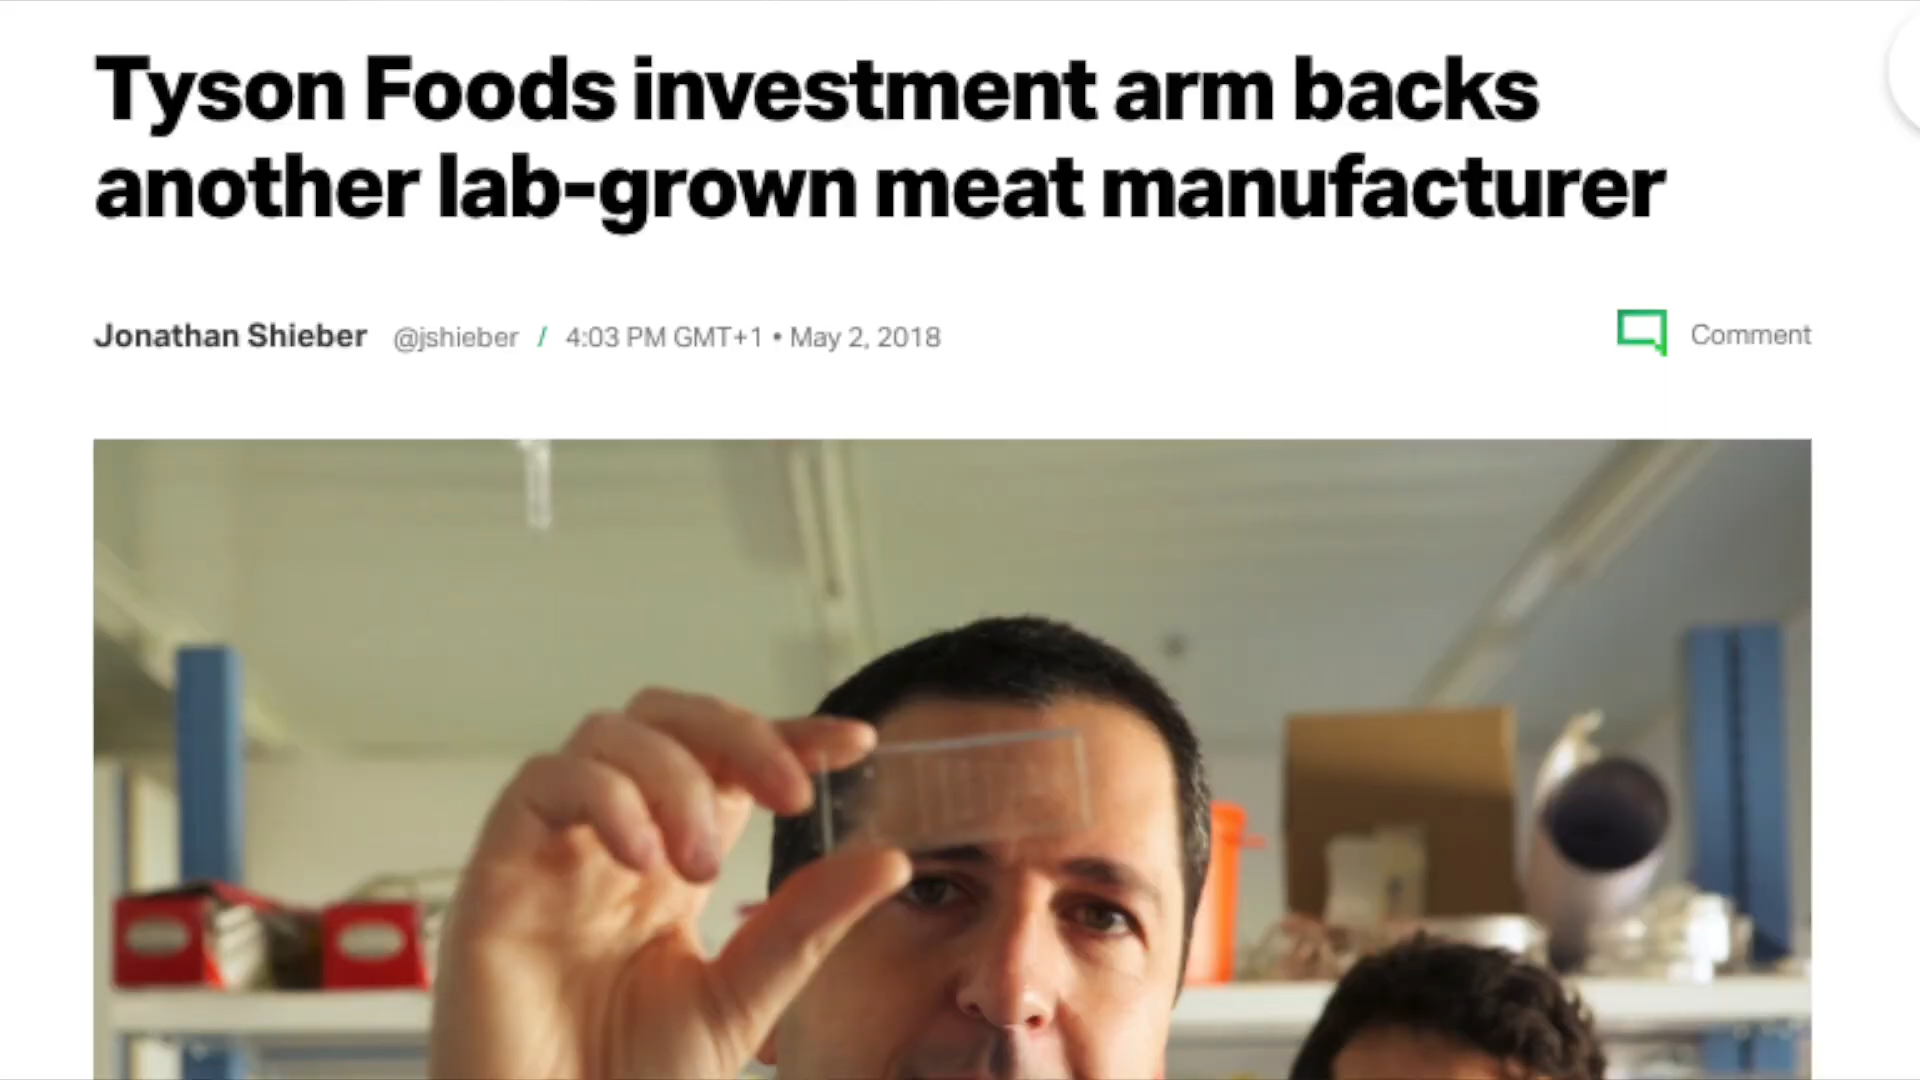 Tyson Foods investment arm backs
another lab-grown meat manufacturer
Jonathan Shieber @jshieber / 4:03 PM GMT+1 • May 2, 2018
Comment